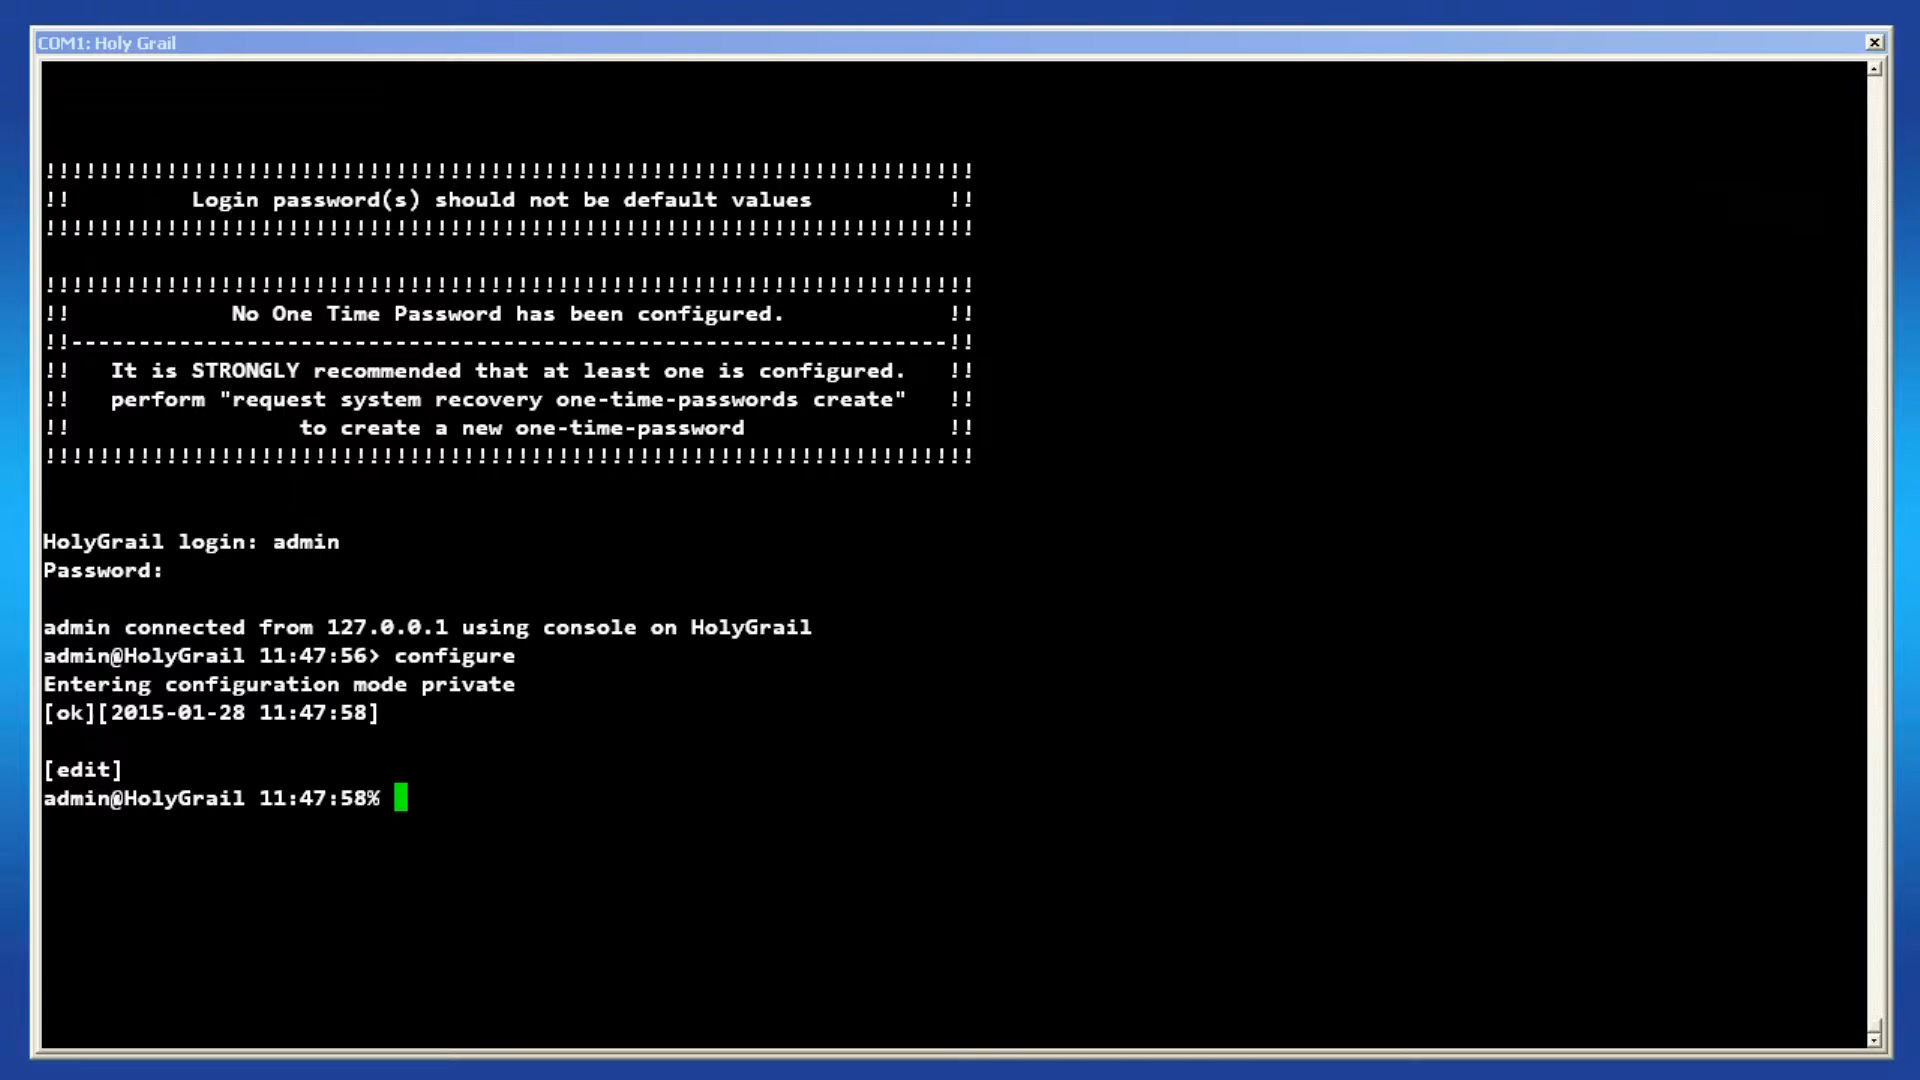 COM1: Holy Grail
!!!!!!!!!!!!!!!!!!!!!!!!!!!!!!!!!!!!!!!!!!!!!!!!!!!!!!!!!!!!!!!!!!!!!
!! Login password(s) should not be default values !!
!!!!!!!!!!!!!!!!!!!!!!!!!!!!!!!!!!!!!!!!!!!!!!!!!!!!!!!!!!!!!!!!!!!!!
!!!!!!!!!!!!!!!!!!!!!!!!!!!!!!!!!!!!!!!!!!!!!!!!!!!!!!!!!!!!!!!!!!!!!
!! No One Time Password has been configured. !!
!!-----------------------------------------------------------------!!
!! It is STRONGLY recommended that at least one is configured. !!
!! perform "request system recovery one-time-passwords create" !!
!! to create a new one-time-password !!
!!!!!!!!!!!!!!!!!!!!!!!!!!!!!!!!!!!!!!!!!!!!!!!!!!!!!!!!!!!!!!!!!!!!!
HolyGrail login: admin
Password:
admin connected from 127.0.0.1 using console on HolyGrail
admin@HolyGrail 11:47:56> configure
Entering configuration mode private
[ok][2015-01-28 11:47:58]
[edit]
admin@HolyGrail 11:47:58%